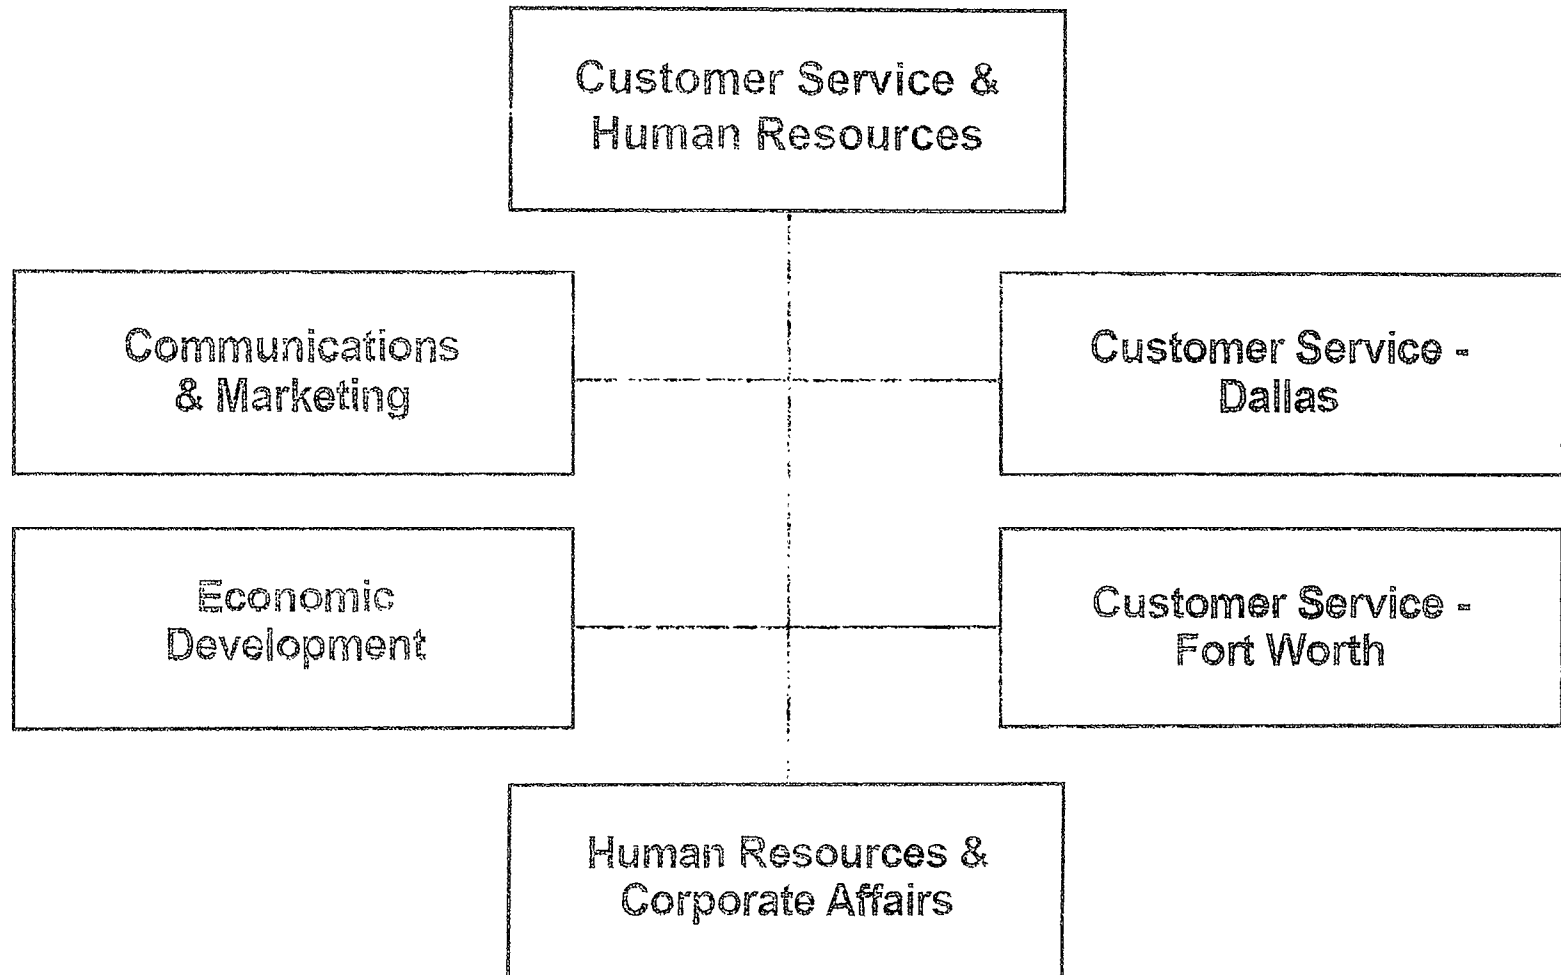 Customer Service &
Human Resources
Communications
& Marketing
Customer Service -
Dallas
Economic
Development
Customer Service -
Fort Worth
Human Resources &
Corporate Affairs